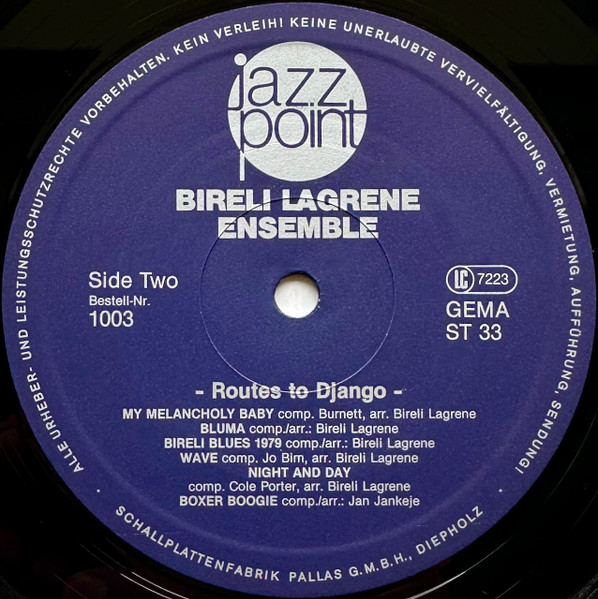 ALLE URHEBER- UND LEISTUNGSSCHUTZRECHTE VORBEHALTEN. KEIN VERLEIH! KEINE UNERLAUBTE VERVIELFÄLTIGUNG, VERMIETUNG, AUFFÜHRUNG, SENDUNG!
jazz
point
BIRELI LAGRENE
ENSEMBLE
Side Two
Bestell-Nr.
1003
LC 7223
GEMA
ST 33
- Routes to Django -
MY MELANCHOLY BABY comp. Burnett, arr. Bireli Lagrene
BLUMA comp./arr.: Bireli Lagrene
BIRELI BLUES 1979 comp./arr.: Bireli Lagrene
WAVE comp. Jo Bim, arr. Bireli Lagrene
NIGHT AND DAY
comp. Cole Porter, arr. Bireli Lagrene
BOXER BOOGIE comp./arr.: Jan Jankeje
· SCHALLPLATTENFABRIK PALLAS G.M.B.H., DIEPHOLZ ·